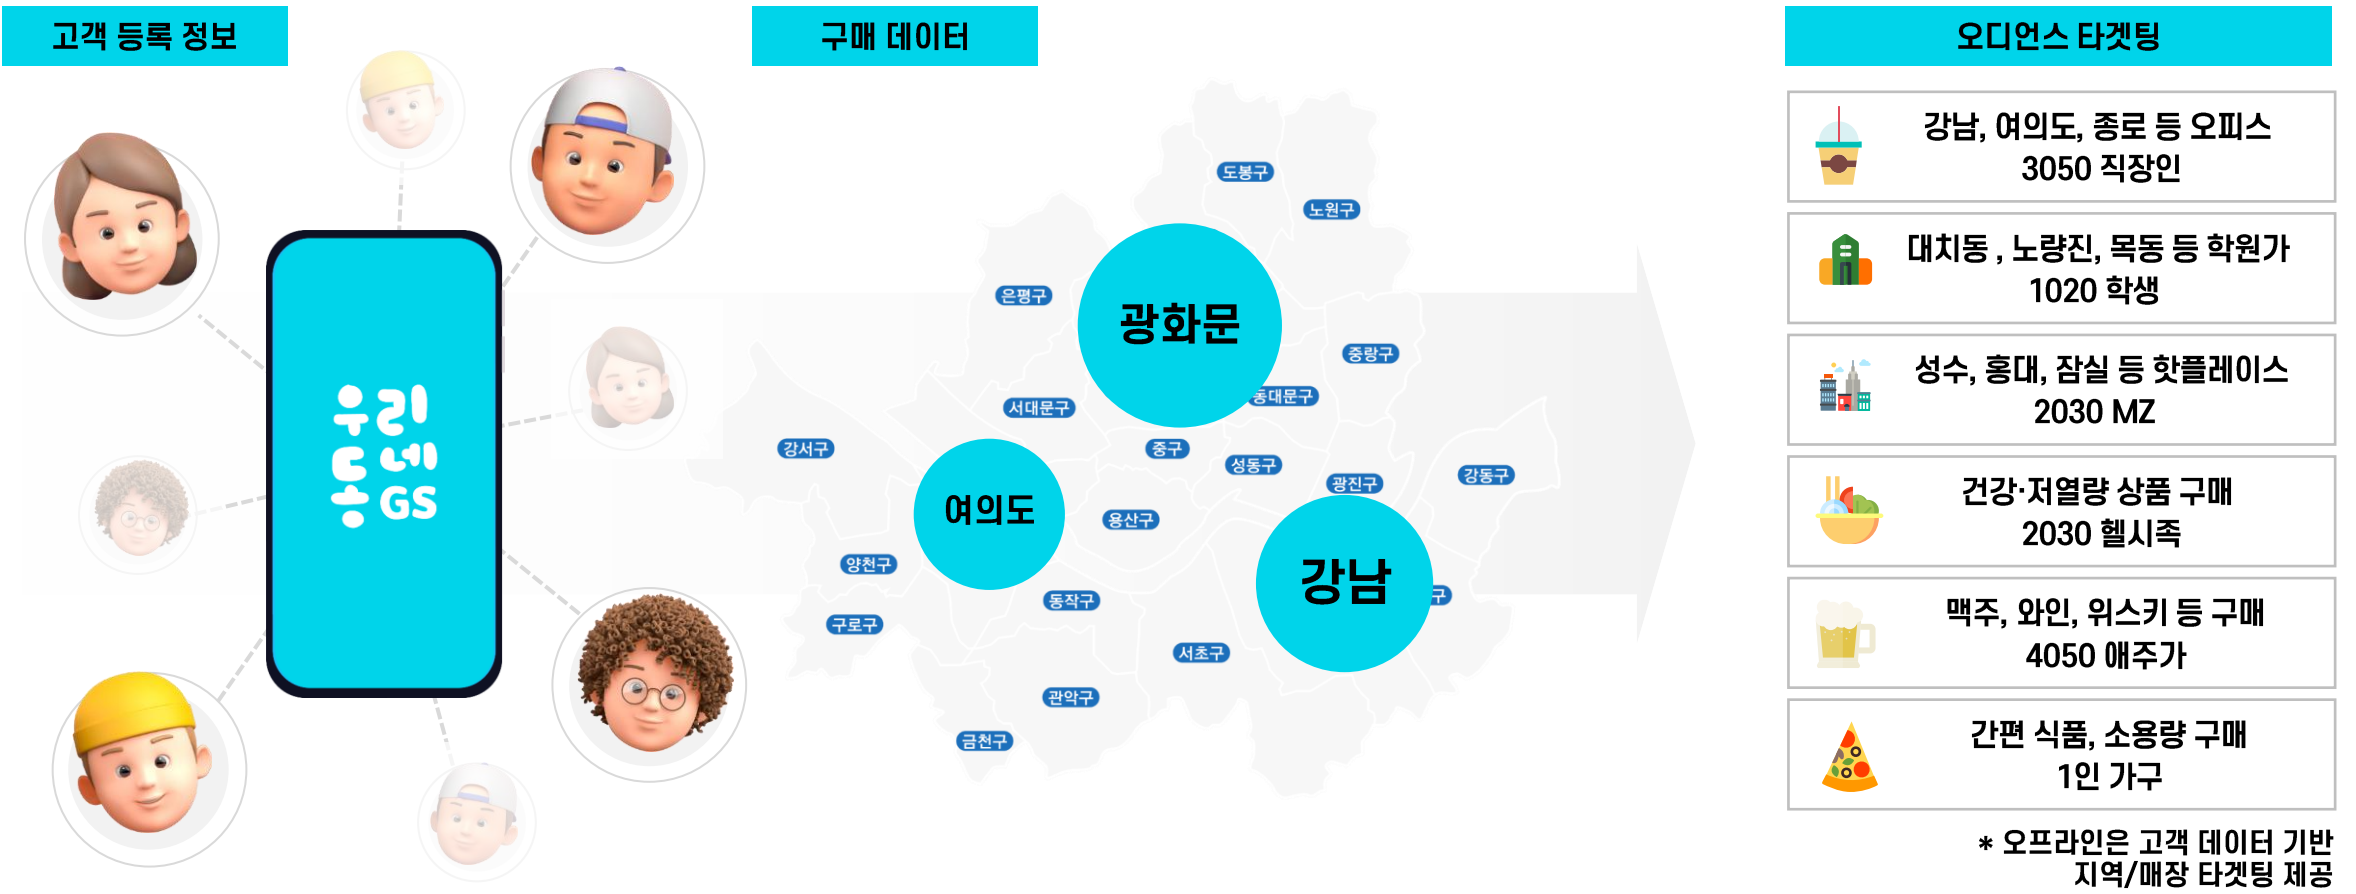 고객 등록 정보
우리
동네
GS
구매 데이터
도봉구
노원구
은평구
광화문
중랑구
동대문구
서대문구
강서구
중구
성동구
광진구
강동구
여의도
용산구
양천구
강남
구
동작구
구로구
서초구
관악구
금천구
오디언스 타겟팅
강남, 여의도, 종로 등 오피스
3050 직장인
대치동 , 노량진, 목동 등 학원가
1020 학생
성수, 홍대, 잠실 등 핫플레이스
2030 MZ
건강·저열량 상품 구매
2030 헬시족
맥주, 와인, 위스키 등 구매
4050 애주가
간편 식품, 소용량 구매
1인 가구
* 오프라인은 고객 데이터 기반
지역/매장 타겟팅 제공